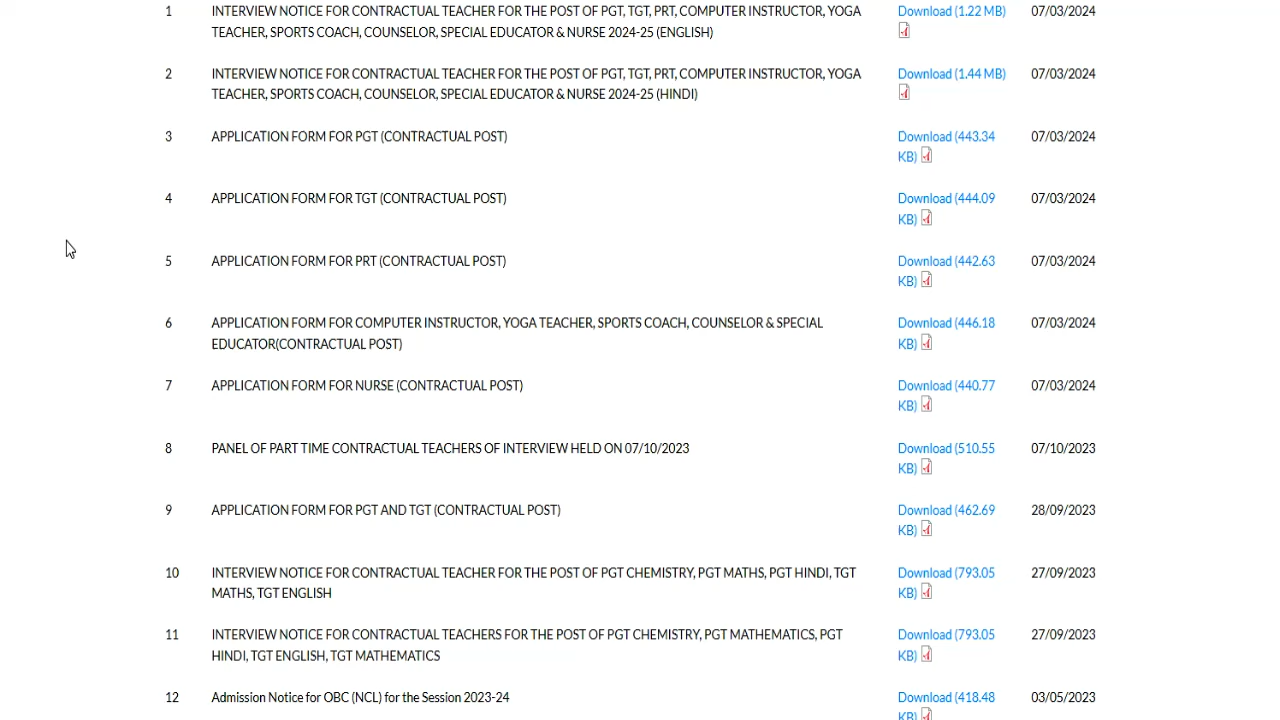 1 INTERVIEW NOTICE FOR CONTRACTUAL TEACHER FOR THE POST OF PGT, TGT, PRT, COMPUTER INSTRUCTOR, YOGA Download (1.22 MB) 07/03/2024
TEACHER, SPORTS COACH, COUNSELOR, SPECIAL EDUCATOR & NURSE 2024-25 (ENGLISH)
2 INTERVIEW NOTICE FOR CONTRACTUAL TEACHER FOR THE POST OF PGT, TGT, PRT, COMPUTER INSTRUCTOR, YOGA Download (1.44 MB) 07/03/2024
TEACHER, SPORTS COACH, COUNSELOR, SPECIAL EDUCATOR & NURSE 2024-25 (HINDI)
3 APPLICATION FORM FOR PGT (CONTRACTUAL POST) Download (443.34 07/03/2024
KB)
4 APPLICATION FORM FOR TGT (CONTRACTUAL POST) Download (444.09 07/03/2024
KB)
5 APPLICATION FORM FOR PRT (CONTRACTUAL POST) Download (442.63 07/03/2024
KB)
6 APPLICATION FORM FOR COMPUTER INSTRUCTOR, YOGA TEACHER, SPORTS COACH, COUNSELOR & SPECIAL Download (446.18 07/03/2024
EDUCATOR(CONTRACTUAL POST) KB)
7 APPLICATION FORM FOR NURSE (CONTRACTUAL POST) Download (440.77 07/03/2024
KB)
8 PANEL OF PART TIME CONTRACTUAL TEACHERS OF INTERVIEW HELD ON 07/10/2023 Download (510.55 07/10/2023
KB)
9 APPLICATION FORM FOR PGT AND TGT (CONTRACTUAL POST) Download (462.69 28/09/2023
KB)
10 INTERVIEW NOTICE FOR CONTRACTUAL TEACHER FOR THE POST OF PGT CHEMISTRY, PGT MATHS, PGT HINDI, TGT Download (793.05 27/09/2023
MATHS, TGT ENGLISH KB)
11 INTERVIEW NOTICE FOR CONTRACTUAL TEACHERS FOR THE POST OF PGT CHEMISTRY, PGT MATHEMATICS, PGT Download (793.05 27/09/2023
HINDI, TGT ENGLISH, TGT MATHEMATICS KB)
12 Admission Notice for OBC (NCL) for the Session 2023-24 Download (418.48 03/05/2023
KB)